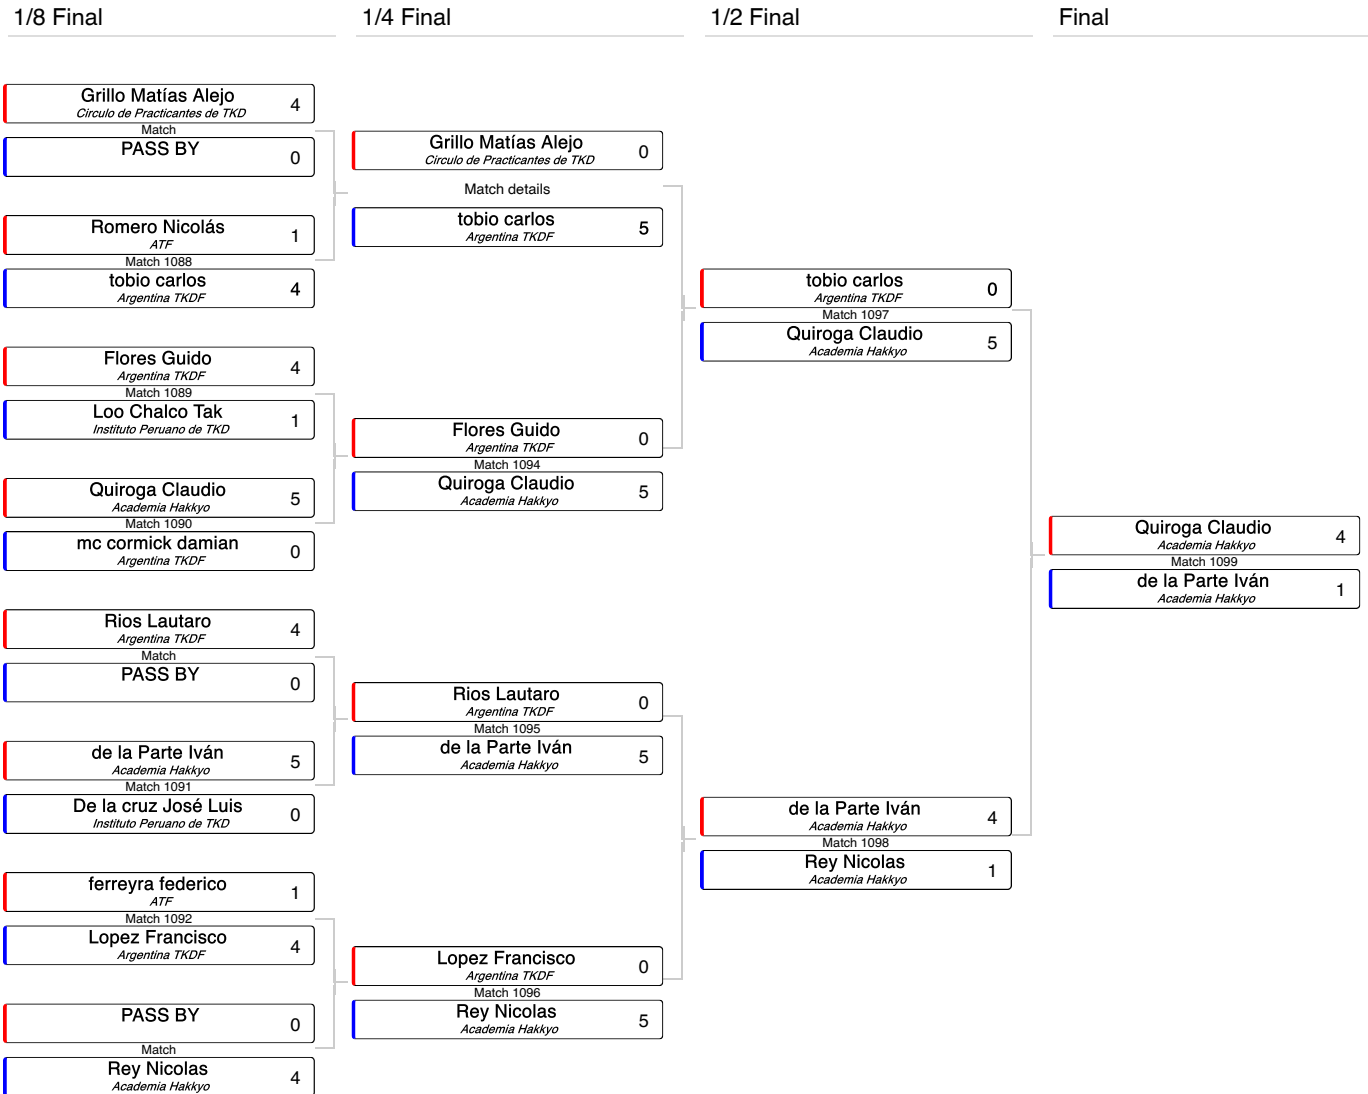 1/8 Final
1/4 Final
1/2 Final
Final
Grillo Matías Alejo
Circulo de Practicantes de TKD
4
Match
PASS BY
0
Romero Nicolás
ATF
1
Match 1088
tobio carlos
Argentina TKDF
4
Flores Guido
Argentina TKDF
4
Match 1089
Loo Chalco Tak
Instituto Peruano de TKD
1
Quiroga Claudio
Academia Hakkyo
5
Match 1090
mc cormick damian
Argentina TKDF
0
Rios Lautaro
Argentina TKDF
4
Match
PASS BY
0
de la Parte Iván
Academia Hakkyo
5
Match 1091
De la cruz José Luis
Instituto Peruano de TKD
0
ferreyra federico
ATF
1
Match 1092
Lopez Francisco
Argentina TKDF
4
PASS BY
0
Match
Rey Nicolas
Academia Hakkyo
4
Grillo Matías Alejo
Circulo de Practicantes de TKD
0
Match details
tobio carlos
Argentina TKDF
5
Flores Guido
Argentina TKDF
0
Match 1094
Quiroga Claudio
Academia Hakkyo
5
Rios Lautaro
Argentina TKDF
0
Match 1095
de la Parte Iván
Academia Hakkyo
5
Lopez Francisco
Argentina TKDF
0
Match 1096
Rey Nicolas
Academia Hakkyo
5
tobio carlos
Argentina TKDF
0
Match 1097
Quiroga Claudio
Academia Hakkyo
5
de la Parte Iván
Academia Hakkyo
4
Match 1098
Rey Nicolas
Academia Hakkyo
1
Quiroga Claudio
Academia Hakkyo
4
Match 1099
de la Parte Iván
Academia Hakkyo
1